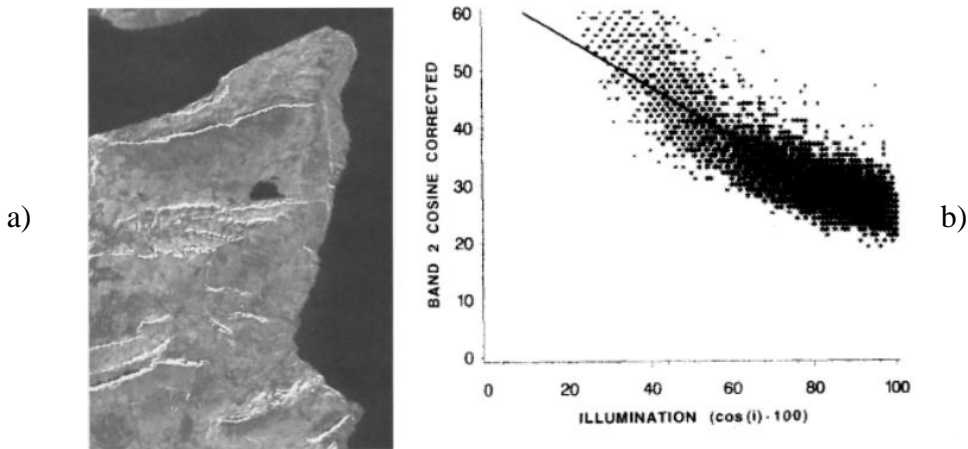 a)
60
50
40
30
20
10
0
BAND 2 COSINE CORRECTED
0 20 40 60 80 100
ILLUMINATION (cos(i)·100)
b)